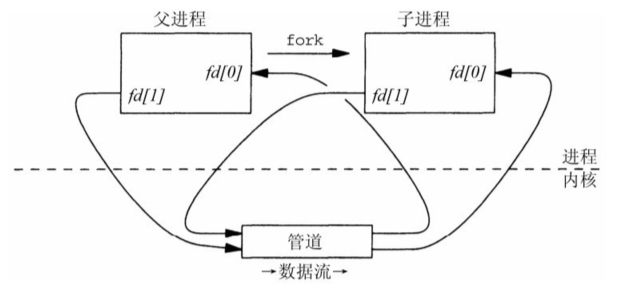 父进程
子进程
fork
fd[0]
fd[1]
fd[0]
fd[1]
进程
内核
管道
→数据流→